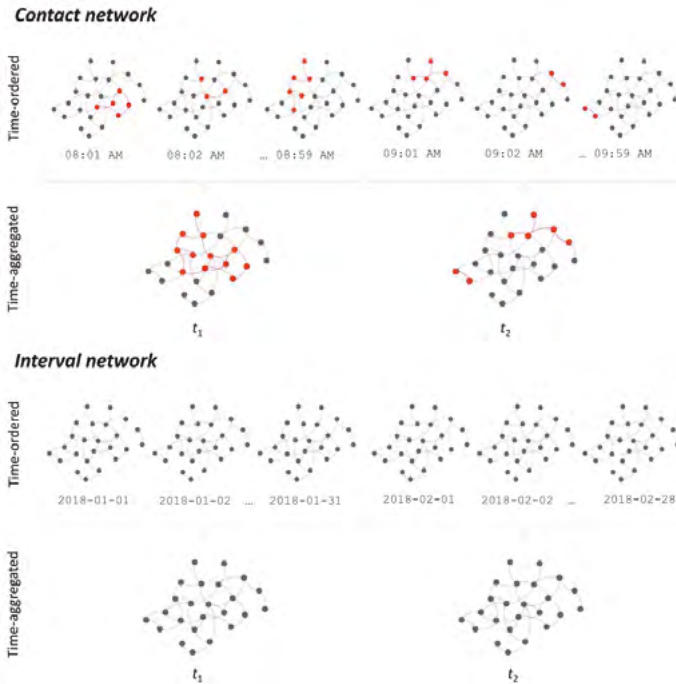 Contact network
Time-ordered
08:01 AM 08:02 AM … 08:59 AM 09:01 AM 09:02 AM … 09:59 AM
Time-aggregated
t1 t2
Interval network
Time-ordered
2018-01-01 2018-01-02 … 2018-01-31 2018-02-01 2018-02-02 … 2018-02-28
Time-aggregated
t1 t2